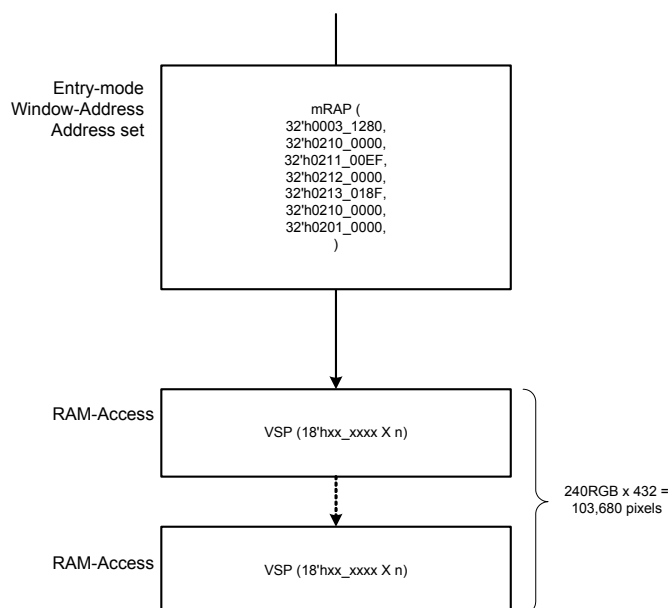 Entry-mode
Window-Address
Address set
mRAP (
32'h0003_1280,
32'h0210_0000,
32'h0211_00EF,
32'h0212_0000,
32'h0213_018F,
32'h0210_0000,
32'h0201_0000,
)
RAM-Access
VSP (18'hxx_xxxx X n)
240RGB x 432 =
103,680 pixels
RAM-Access
VSP (18'hxx_xxxx X n)